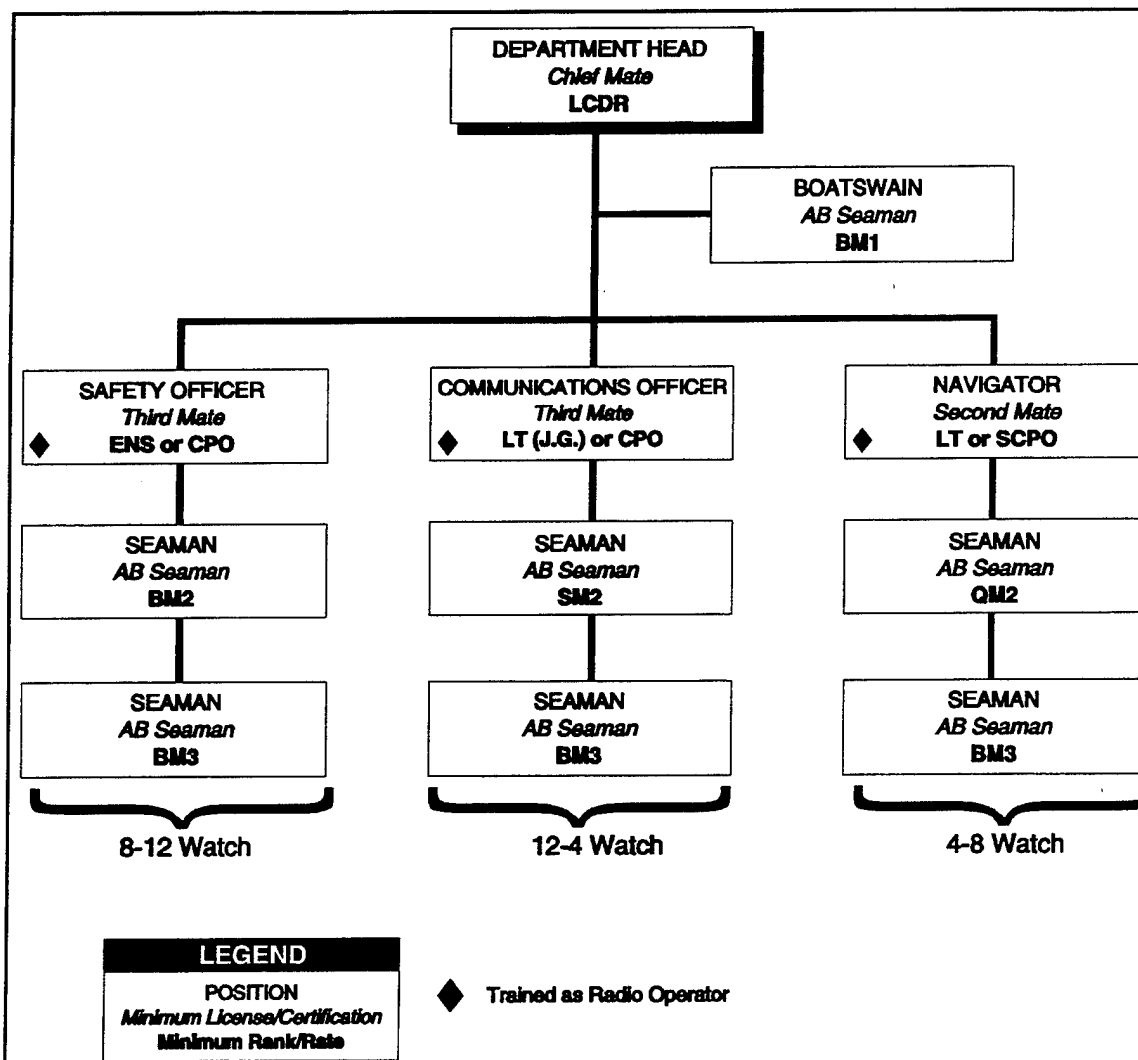 DEPARTMENT HEAD
Chief Mate
LCDR
BOATSWAIN
AB Seaman
BM1
SAFETY OFFICER
Third Mate
ENS or CPO
COMMUNICATIONS OFFICER
Third Mate
LT (J.G.) or CPO
NAVIGATOR
Second Mate
LT or SCPO
SEAMAN
AB Seaman
BM2
SEAMAN
AB Seaman
SM2
SEAMAN
AB Seaman
QM2
SEAMAN
AB Seaman
BM3
SEAMAN
AB Seaman
BM3
SEAMAN
AB Seaman
BM3
8-12 Watch
12-4 Watch
4-8 Watch
LEGEND
POSITION
Minimum License/Certification
Minimum Rank/Rate
Trained as Radio Operator